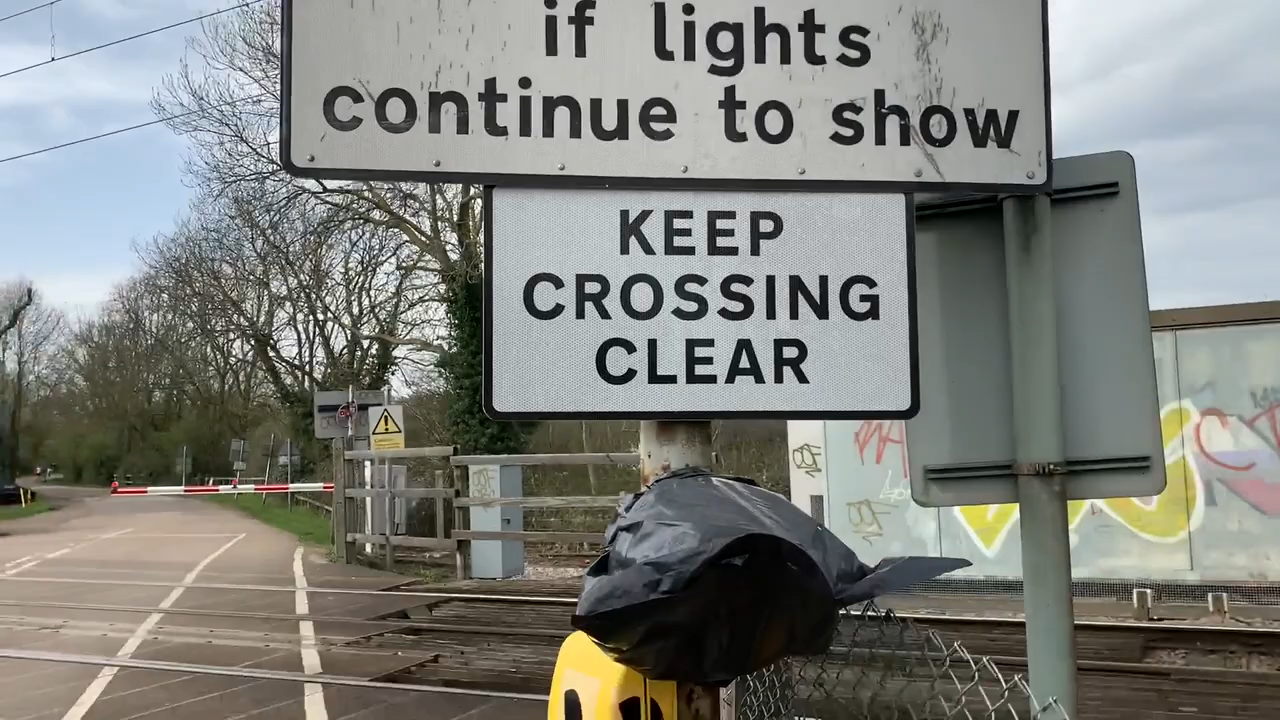 if lights
continue to show
KEEP
CROSSING
CLEAR